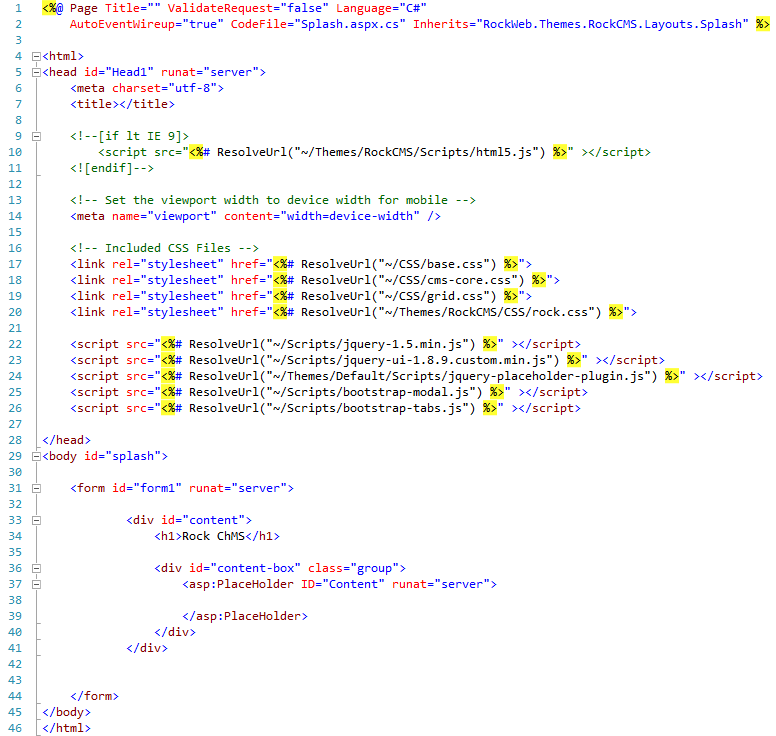 1 <%@ Page Title="" ValidateRequest="false" Language="C#"
2 AutoEventWireup="true" CodeFile="Splash.aspx.cs" Inherits="RockWeb.Themes.RockCMS.Layouts.Splash" %>
3
4 <html>
5 <head id="Head1" runat="server">
6 <meta charset="utf-8">
7 <title></title>
8
9 <!--[if lt IE 9]>
10 <script src="<%# ResolveUrl("~/Themes/RockCMS/Scripts/html5.js") %>" ></script>
11 <![endif]-->
12
13 <!-- Set the viewport width to device width for mobile -->
14 <meta name="viewport" content="width=device-width" />
15
16 <!-- Included CSS Files -->
17 <link rel="stylesheet" href="<%# ResolveUrl("~/CSS/base.css") %>">
18 <link rel="stylesheet" href="<%# ResolveUrl("~/CSS/cms-core.css") %>">
19 <link rel="stylesheet" href="<%# ResolveUrl("~/CSS/grid.css") %>">
20 <link rel="stylesheet" href="<%# ResolveUrl("~/Themes/RockCMS/CSS/rock.css") %>">
21
22 <script src="<%# ResolveUrl("~/Scripts/jquery-1.5.min.js") %>" ></script>
23 <script src="<%# ResolveUrl("~/Scripts/jquery-ui-1.8.9.custom.min.js") %>" ></script>
24 <script src="<%# ResolveUrl("~/Themes/Default/Scripts/jquery-placeholder-plugin.js") %>" ></script>
25 <script src="<%# ResolveUrl("~/Scripts/bootstrap-modal.js") %>" ></script>
26 <script src="<%# ResolveUrl("~/Scripts/bootstrap-tabs.js") %>" ></script>
27
28 </head>
29 <body id="splash">
30
31 <form id="form1" runat="server">
32
33 <div id="content">
34 <h1>Rock ChMS</h1>
35
36 <div id="content-box" class="group">
37 <asp:PlaceHolder ID="Content" runat="server">
38
39 </asp:PlaceHolder>
40 </div>
41 </div>
42
43
44 </form>
45 </body>
46 </html>